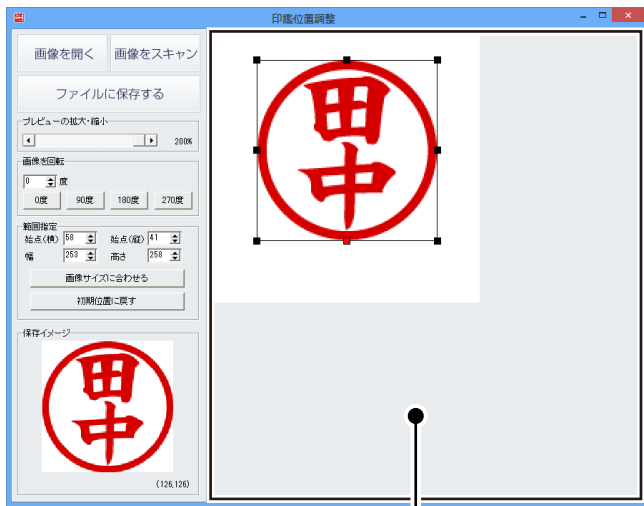 印鑑位置調整
画像を開く 画像をスキャン
ファイルに保存する
プレビューの拡大・縮小
200%
画像を回転
0 度
0度 90度 180度 270度
範囲指定
始点(横) 58 始点(縦) 41
幅 258 高さ 258
画像サイズに合わせる
初期位置に戻す
保存イメージ
田中
(126,126)
田中